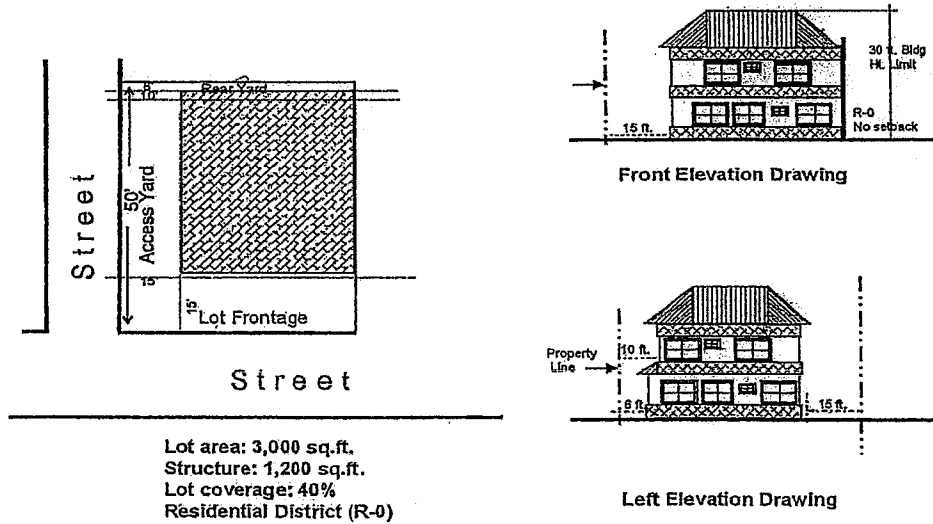 Rear Yard
10'
50'
Access Yard
Street
15'
15'
Lot Frontage
Street
Lot area: 3,000 sq.ft.
Structure: 1,200 sq.ft.
Lot coverage: 40%
Residential District (R-0)
30 ft. Bldg
Ht. Limit
R-0
No setback
15 ft.
Front Elevation Drawing
Property
Line
10 ft.
6 ft.
15 ft.
Left Elevation Drawing